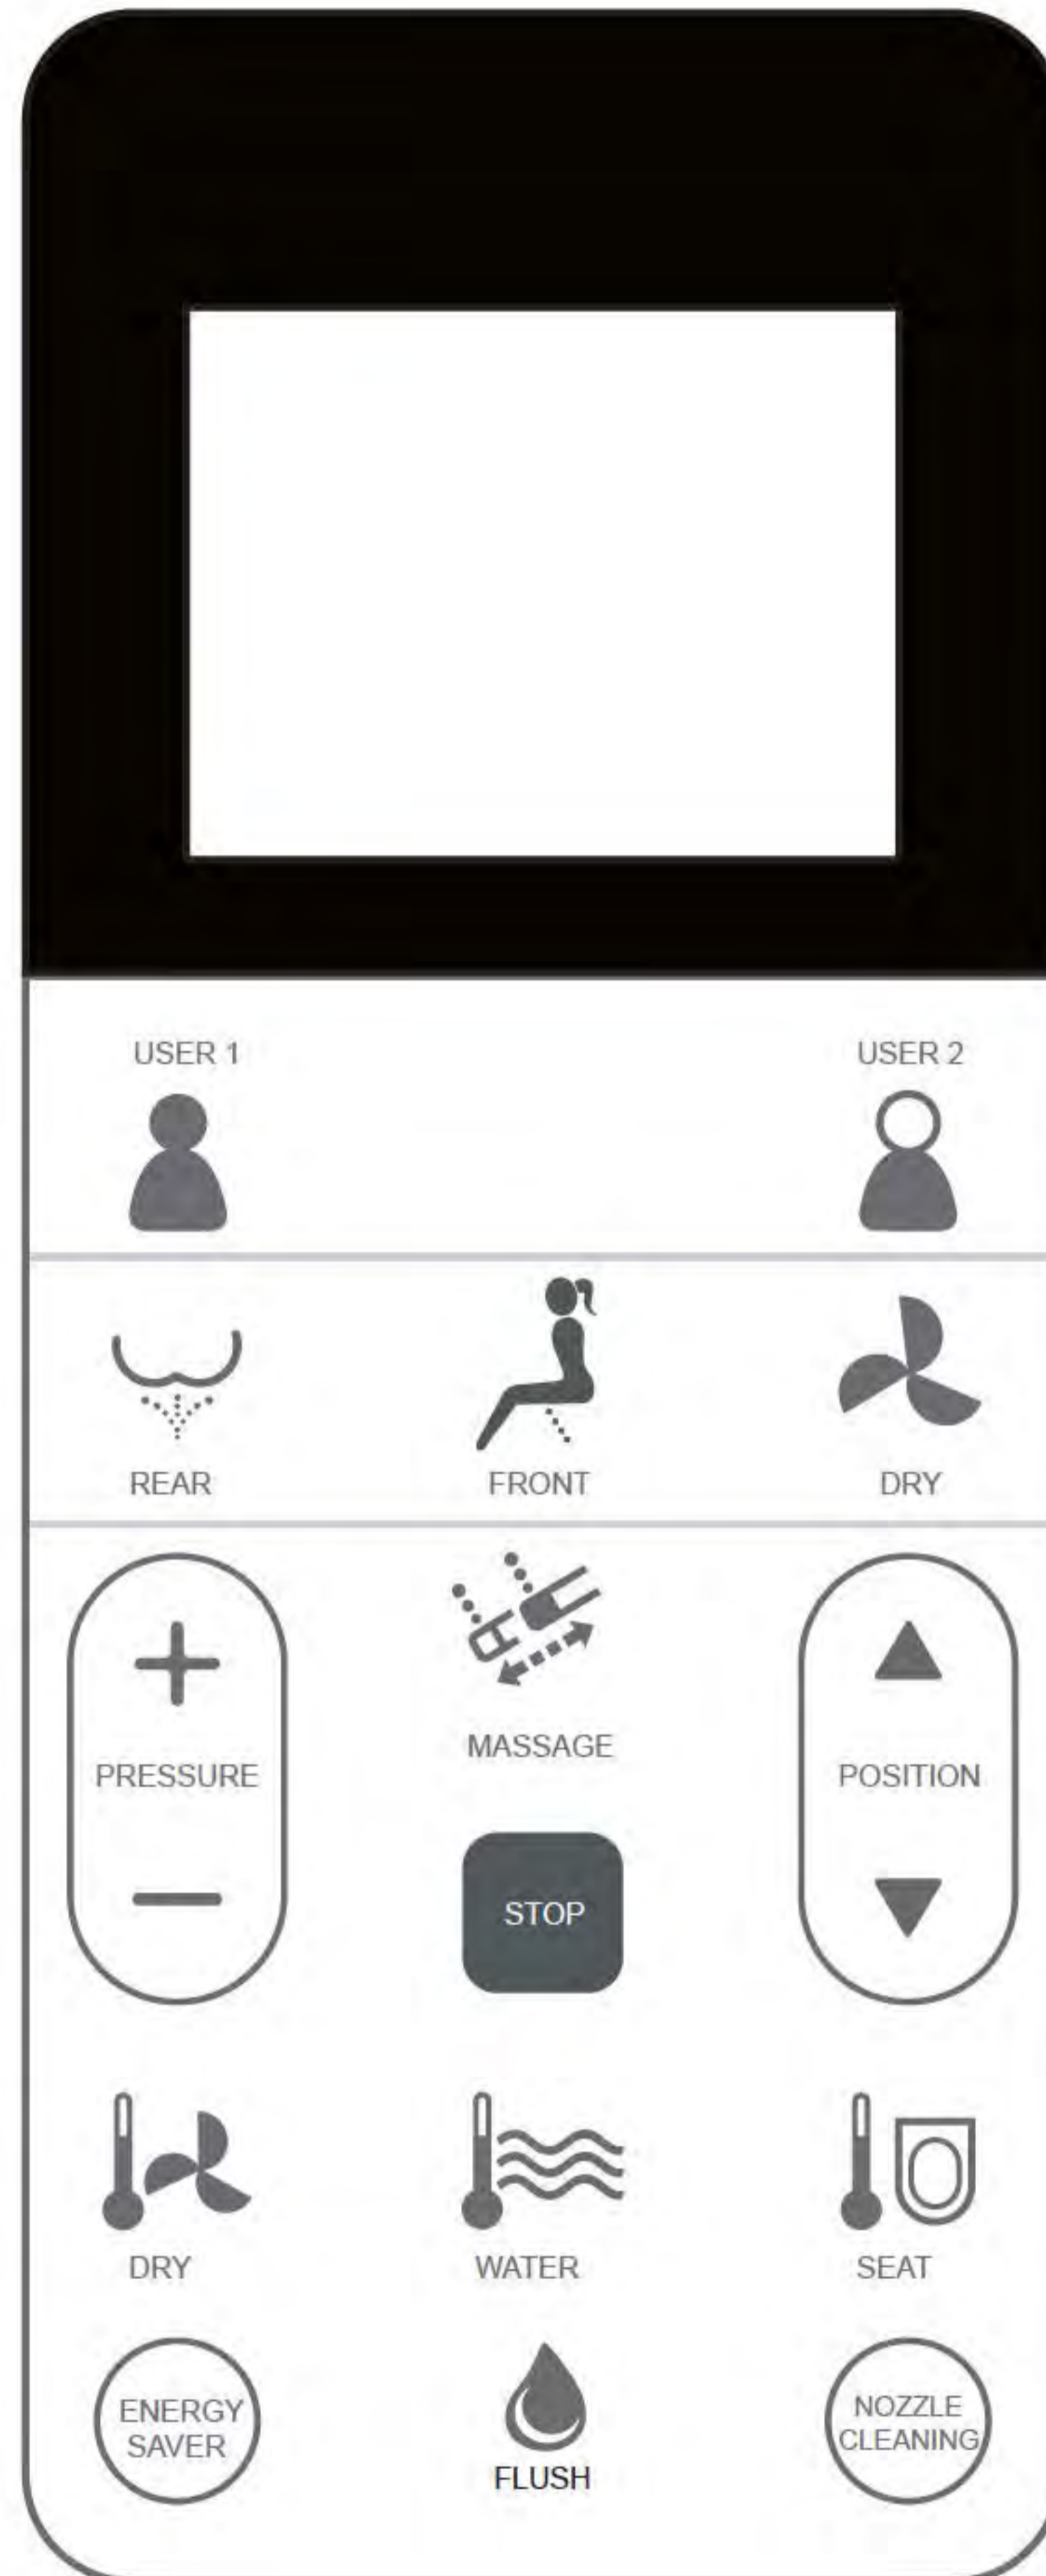 USER 1
USER 2
REAR
FRONT
DRY
MASSAGE
PRESSURE
POSITION
STOP
DRY
WATER
SEAT
ENERGY
SAVER
NOZZLE
CLEANING
FLUSH